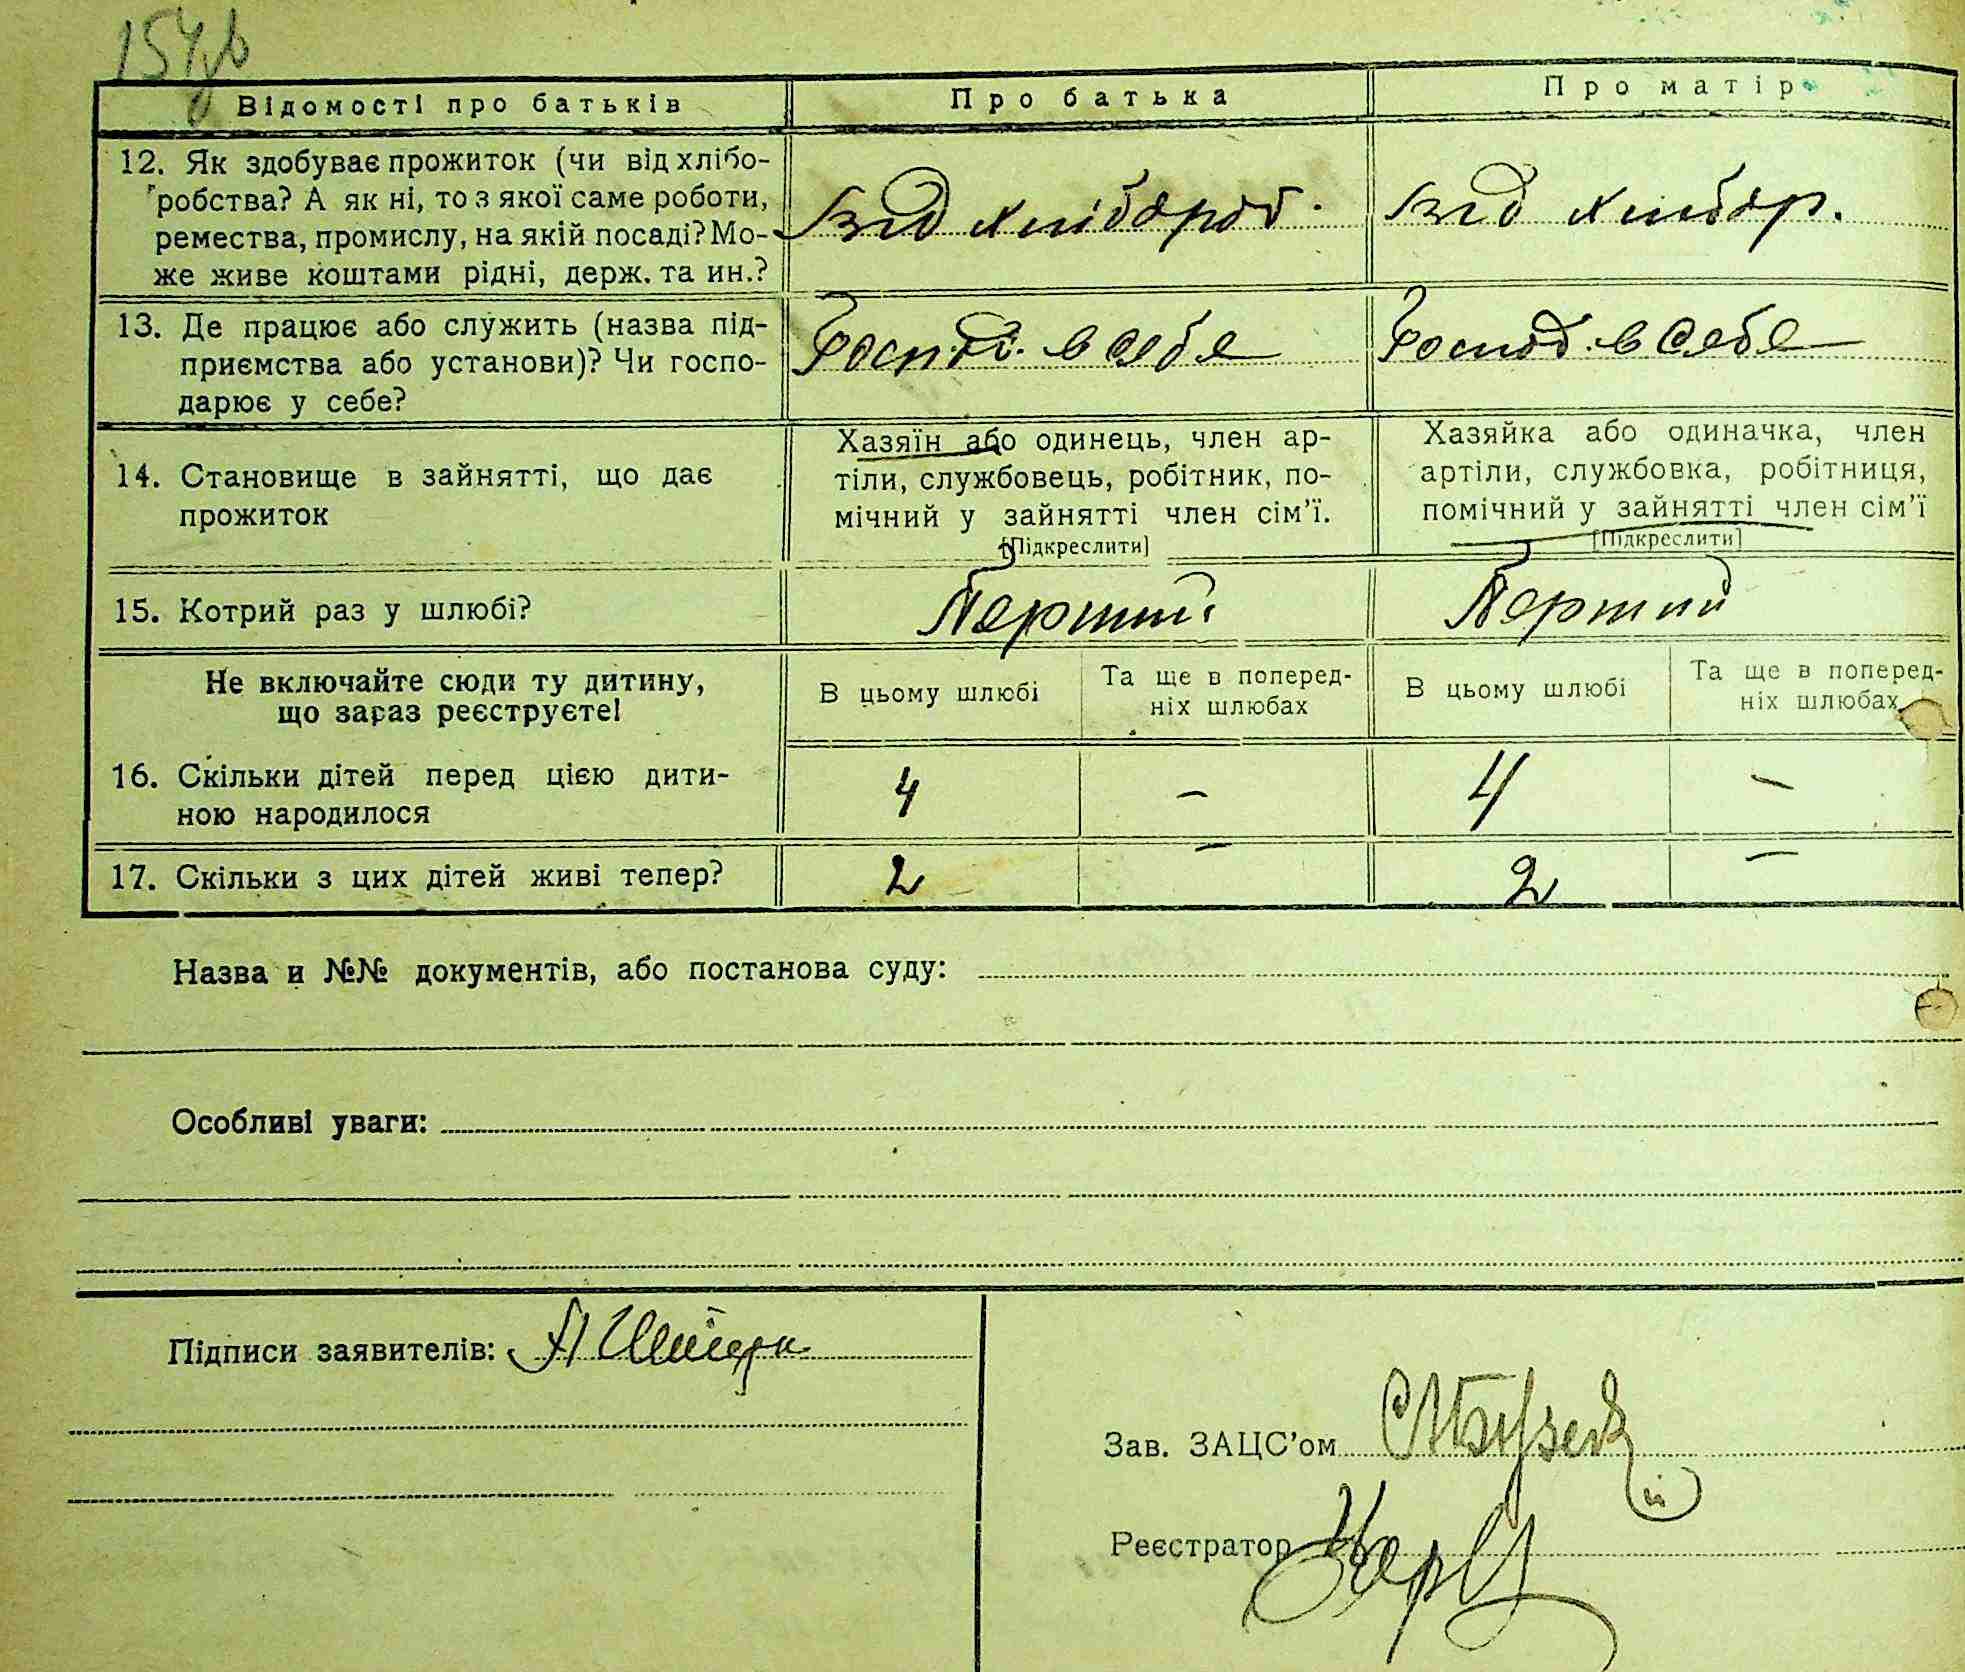 154
Відомості про батьків
Про батька
Про матір
12. Як здобуває прожиток (чи від хлібо-
робства? А як ні, то з якої саме роботи,
ремества, промислу, на якій посаді? Мо-
же живе коштами рідні, держ. та ин.?
Від хлібороб.
Від хлібор.
13. Де працює або служить (назва під-
приємства або установи)? Чи госпо-
дарює у себе?
Господ. в себе
Господ. в себе
14. Становище в зайнятті, що дає
прожиток
Хазяїн або одинець, член ар-
тіли, службовець, робітник, по-
мічний у зайнятті член сім'ї.
[Підкреслити]
Хазяйка або одиначка, член
артіли, службовка, робітниця,
помічний у зайнятті член сім'ї
[Підкреслити]
15. Котрий раз у шлюбі?
Перший
Перший
Не включайте сюди ту дитину,
що зараз реєструєте!
В цьому шлюбі
Та ще в поперед-
ніх шлюбах
В цьому шлюбі
Та ще в поперед-
ніх шлюбах
16. Скільки дітей перед цією дити-
ною народилося
4
–
4
–
17. Скільки з цих дітей живі тепер?
2
–
2
–
Назва и №№ документів, або постанова суду:
Особливі уваги:
Підписи заявителів:
Зав. ЗАЦС'ом
Реєстратор